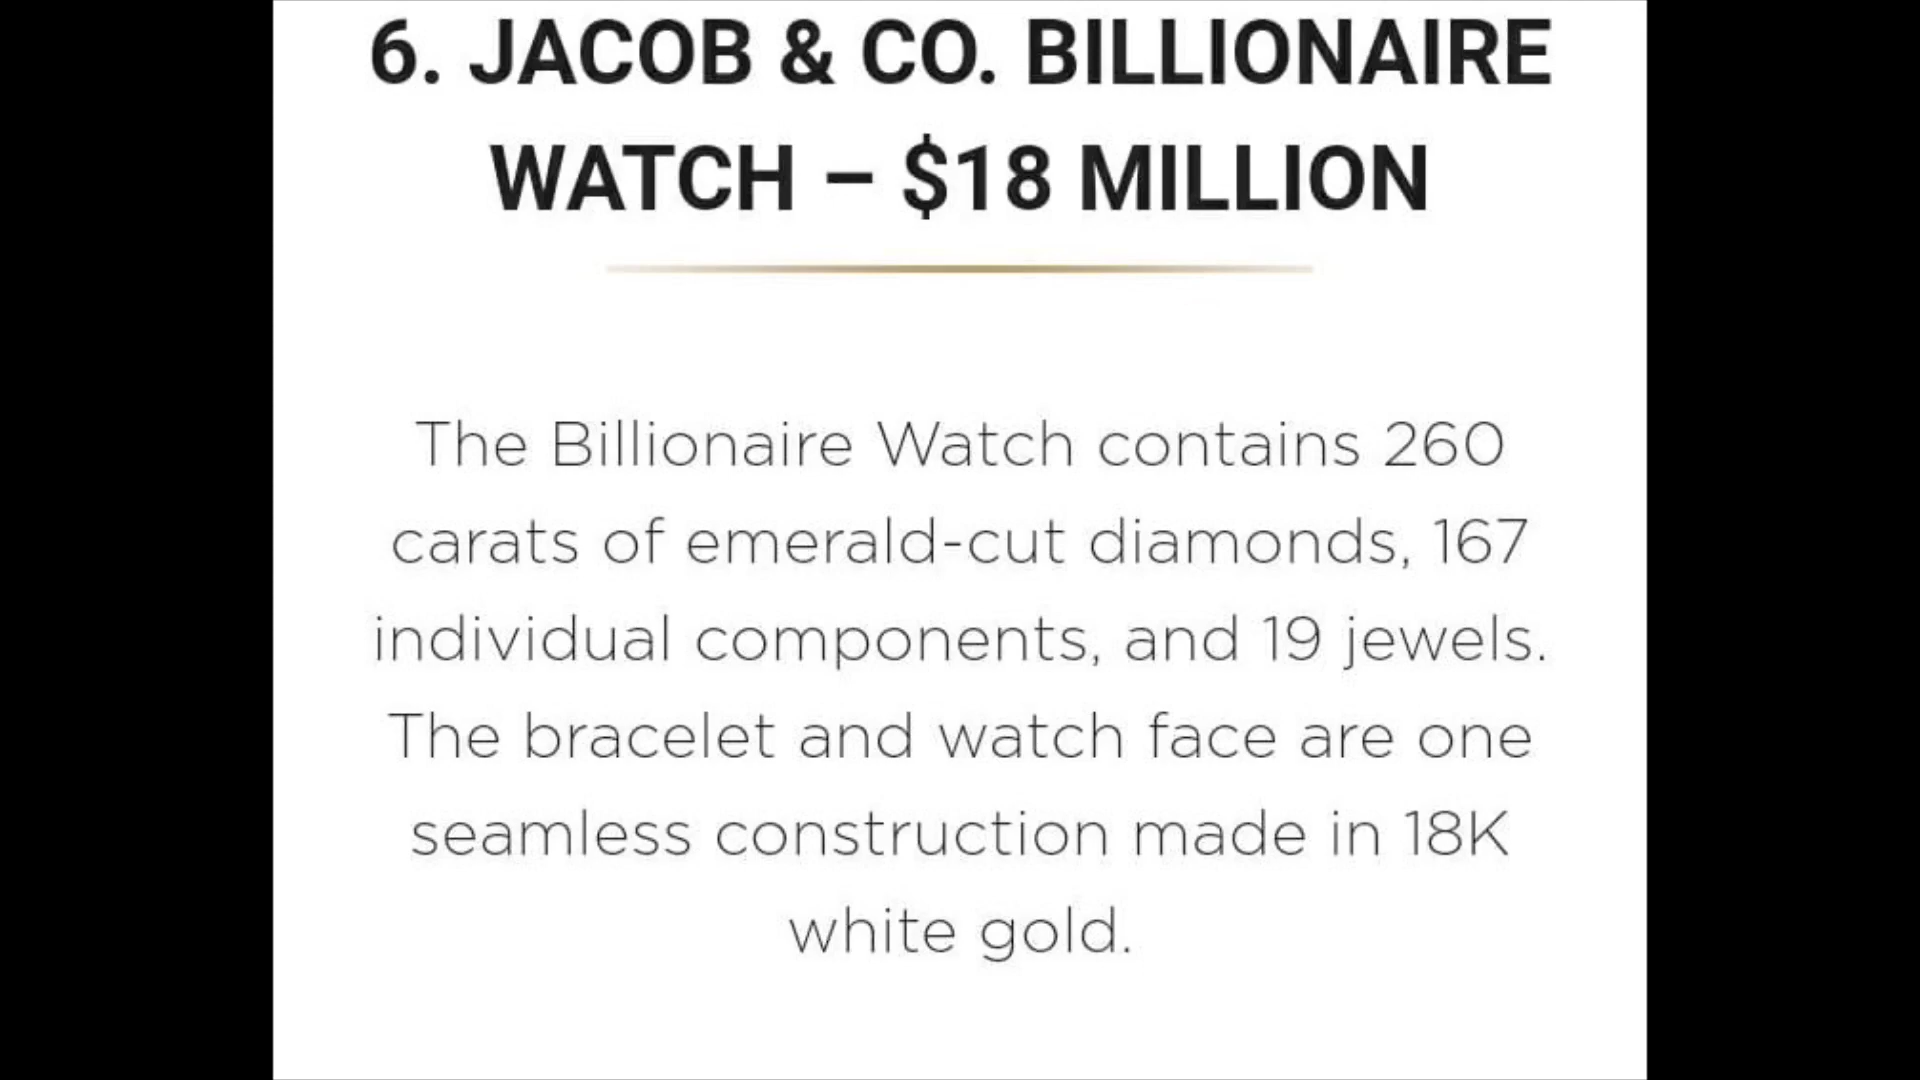 6. JACOB & CO. BILLIONAIRE
WATCH – $18 MILLION
The Billionaire Watch contains 260
carats of emerald-cut diamonds, 167
individual components, and 19 jewels.
The bracelet and watch face are one
seamless construction made in 18K
white gold.